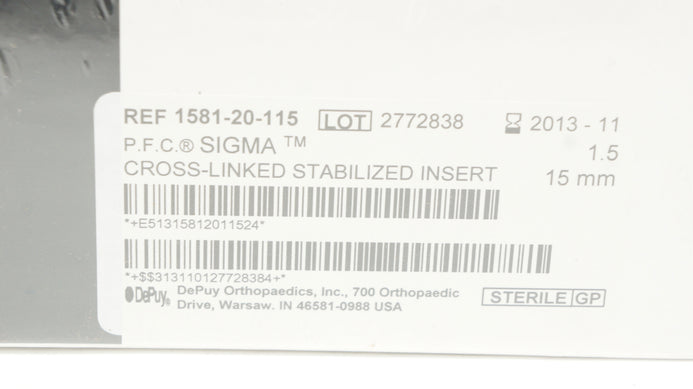 REF 1581-20-115 LOT 2772838 2013 - 11
P.F.C.® SIGMA ™ 1.5
CROSS-LINKED STABILIZED INSERT 15 mm
*+E51315812011524*
*+$$313110127728384+*
DePuy® DePuy Orthopaedics, Inc., 700 Orthopaedic
Drive, Warsaw. IN 46581-0988 USA
STERILE GP